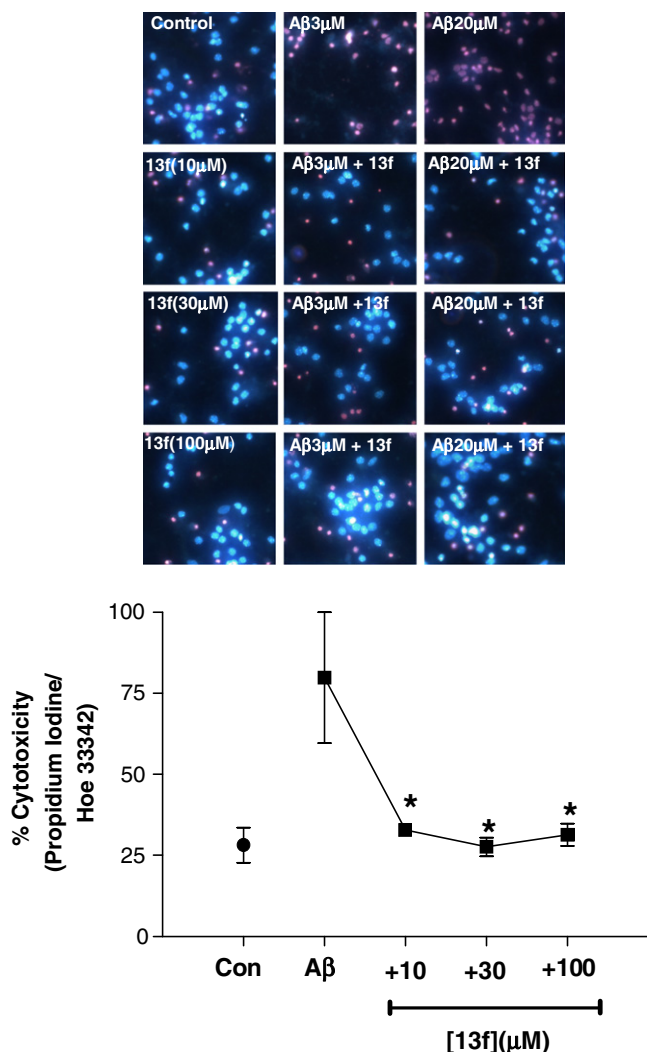 Control Aβ3μM Aβ20μM
13f(10μM) Aβ3μM + 13f Aβ20μM + 13f
13f(30μM) Aβ3μM +13f Aβ20μM + 13f
13f(100μM) Aβ3μM + 13f Aβ20μM + 13f
% Cytotoxicity
(Propidium Iodine/
Hoe 33342)
100
75
50
25
0
* * *
Con Aβ +10 +30 +100
[13f](μM)